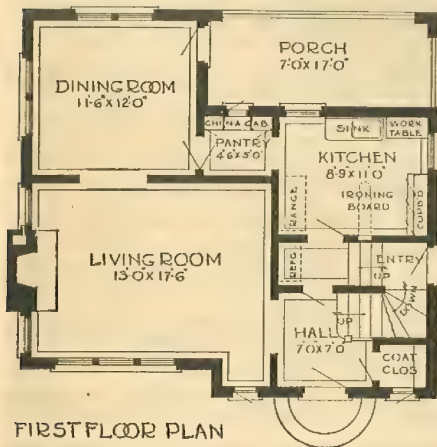 PORCH
7'-0"X17'-0"
DINING ROOM
11'-6"X12'-0"
CHINA CAB.
PANTRY
4'6"X5'0"
SINK
WORK
TABLE
KITCHEN
8'-9"X11'0"
IRONING
BOARD
RANGE
CUPB'D
LIVING ROOM
13'-0"X17'-6"
REFG.
ENTRY
UP
DOWN
UP
HALL
7'0"X7'0"
COAT
CLOS
FIRST FLOOR PLAN